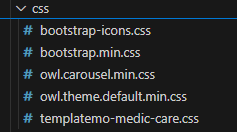 css
# bootstrap-icons.css
# bootstrap.min.css
# owl.carousel.min.css
# owl.theme.default.min.css
# templatemo-medic-care.css